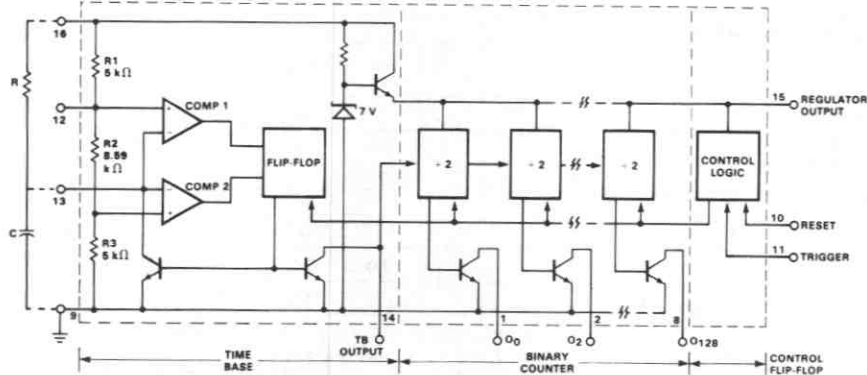 16
R1
5 kΩ
R
COMP 1
7 V
15 REGULATOR
OUTPUT
12
R2
8.59
kΩ
FLIP-FLOP
÷ 2
÷ 2
÷ 2
CONTROL
LOGIC
COMP 2
13
10 RESET
C
R3
5 kΩ
11 TRIGGER
9
14
1
2
8
TB
OUTPUT
O0
O2
O128
TIME
BASE
BINARY
COUNTER
CONTROL
FLIP-FLOP